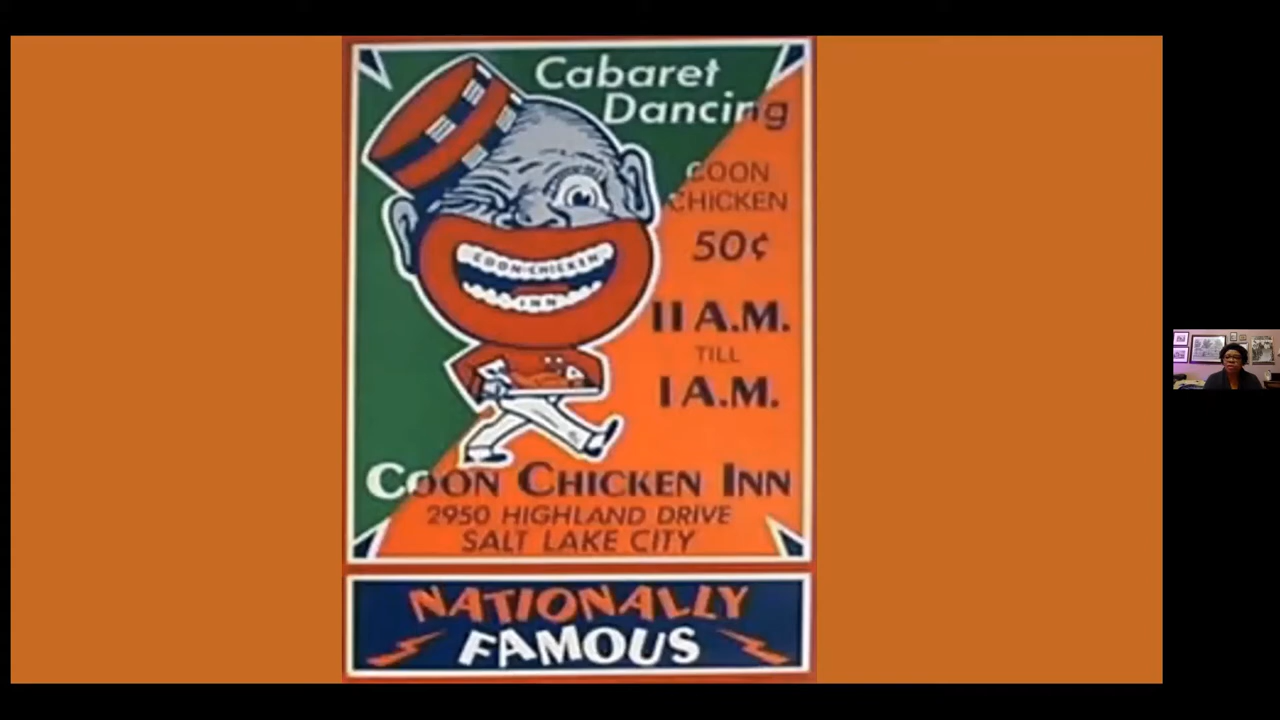 Cabaret
Dancing
COON
CHICKEN
50¢
COON-CHICKEN
INN
11 A.M.
TILL
1 A.M.
COON CHICKEN INN
2950 HIGHLAND DRIVE
SALT LAKE CITY
NATIONALLY
FAMOUS